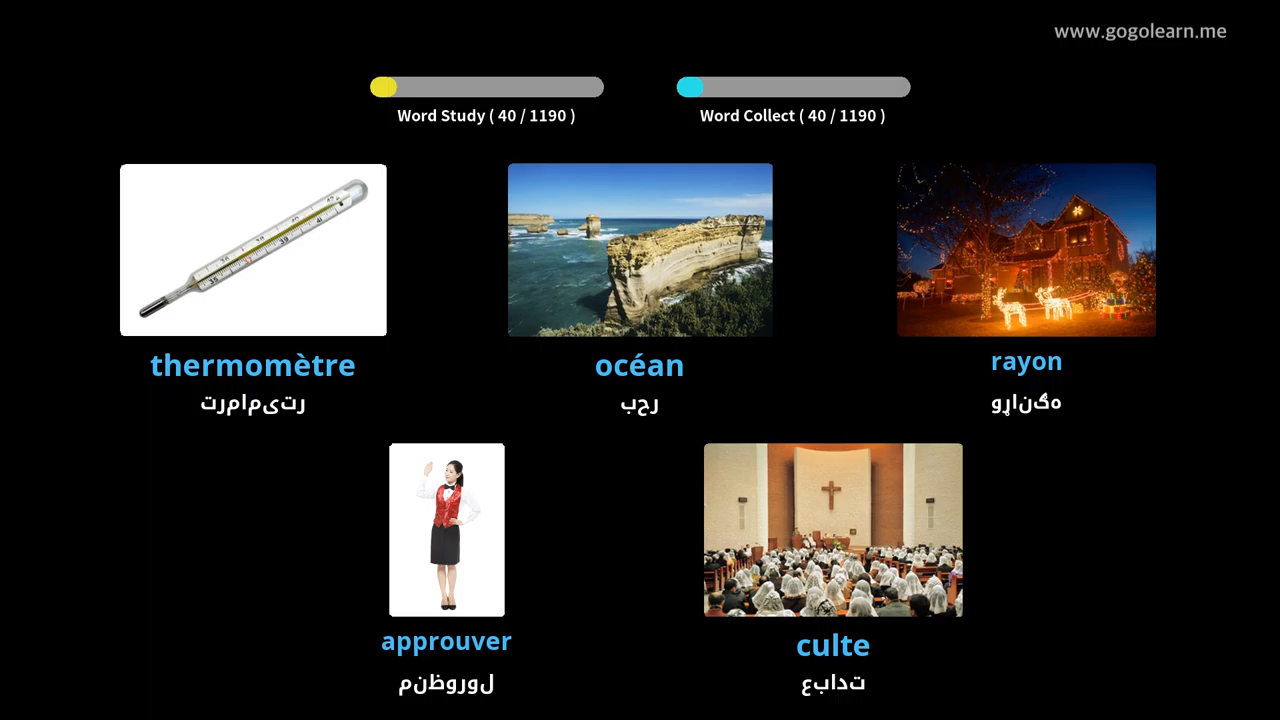 www.gogolearn.me
Word Study ( 40 / 1190 )
Word Collect ( 40 / 1190 )
thermomètre
océan
rayon
ترمامیتر
بحر
وړانگه
approuver
culte
منظورول
عبادت